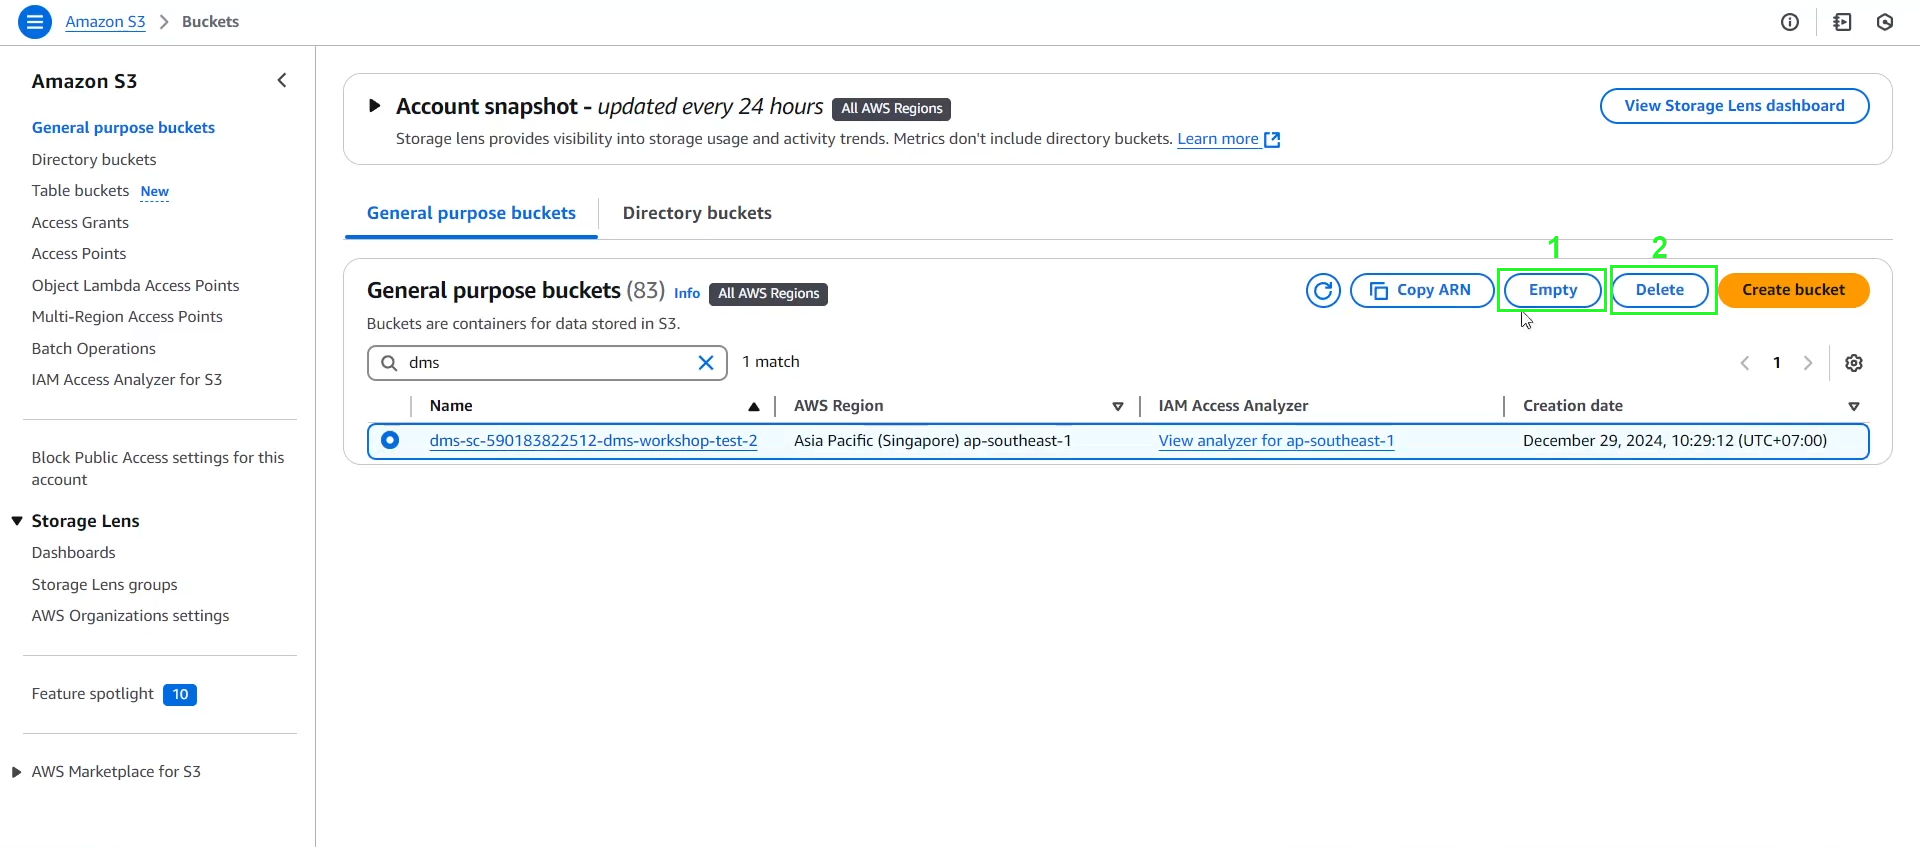 Amazon S3 > Buckets
Amazon S3
General purpose buckets
Directory buckets
Table buckets New
Access Grants
Access Points
Object Lambda Access Points
Multi-Region Access Points
Batch Operations
IAM Access Analyzer for S3
Block Public Access settings for this
account
Storage Lens
Dashboards
Storage Lens groups
AWS Organizations settings
Feature spotlight 10
AWS Marketplace for S3
Account snapshot - updated every 24 hours All AWS Regions
View Storage Lens dashboard
Storage lens provides visibility into storage usage and activity trends. Metrics don't include directory buckets. Learn more
General purpose buckets Directory buckets
1 2
General purpose buckets (83) Info All AWS Regions
Copy ARN Empty Delete Create bucket
Buckets are containers for data stored in S3.
dms 1 match 1
Name AWS Region IAM Access Analyzer Creation date
dms-sc-590183822512-dms-workshop-test-2 Asia Pacific (Singapore) ap-southeast-1 View analyzer for ap-southeast-1 December 29, 2024, 10:29:12 (UTC+07:00)